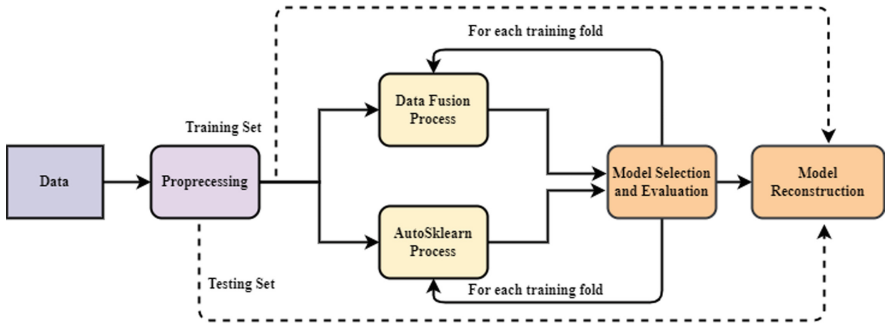 For each training fold
Data Fusion
Process
Training Set
Data
Proprecessing
Model Selection
and Evaluation
Model
Reconstruction
AutoSklearn
Process
Testing Set
For each training fold